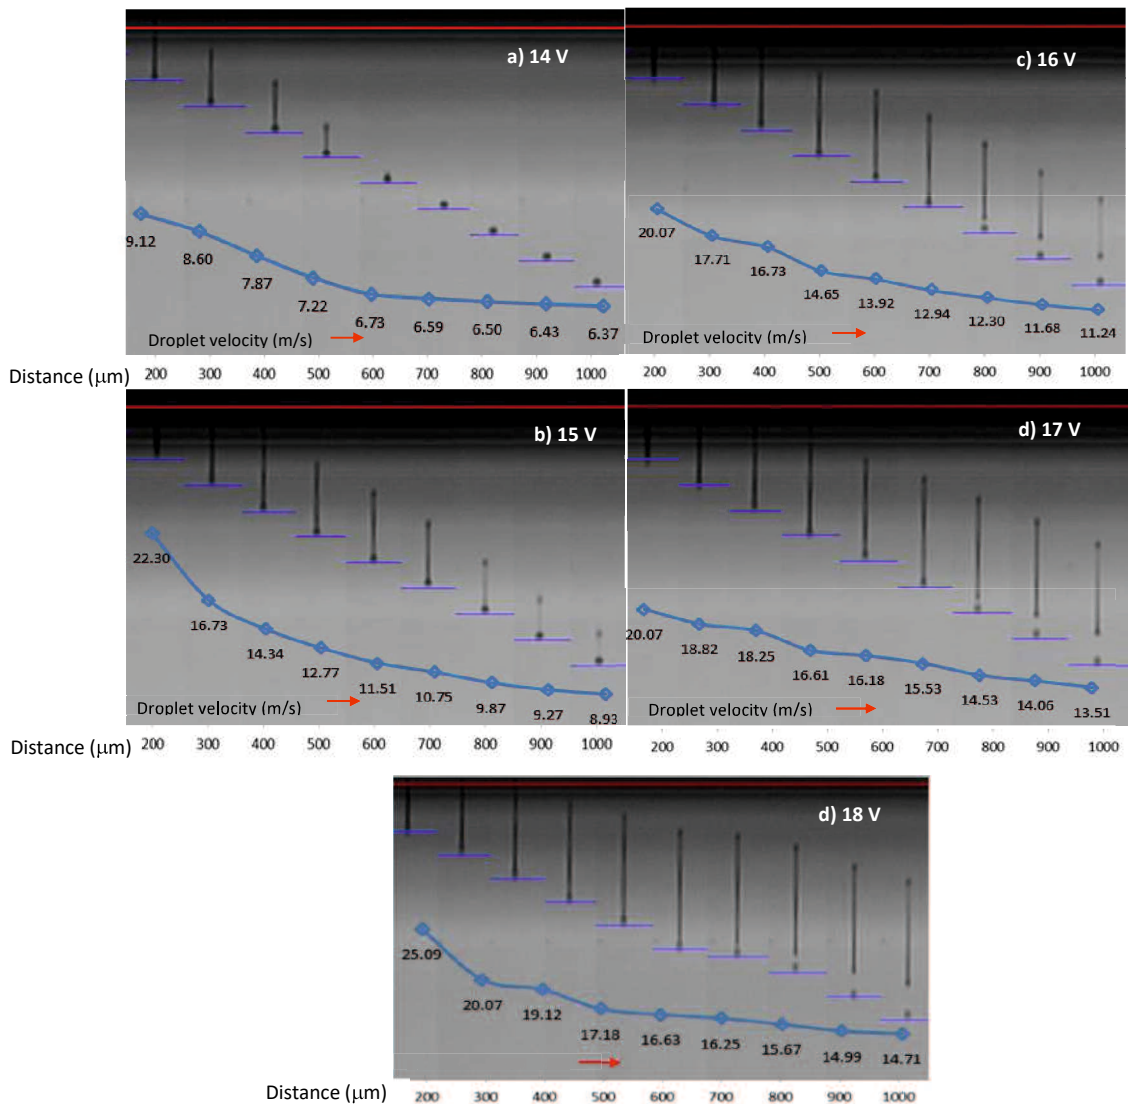 a) 14 V
9.12
8.60
7.87
7.22
6.73
6.59
6.50
6.43
6.37
Droplet velocity (m/s)
c) 16 V
20.07
17.71
16.73
14.65
13.92
12.94
12.30
11.68
11.24
Droplet velocity (m/s)
Distance (μm)
200 300 400 500 600 700 800 900 1000
200 300 400 500 600 700 800 900 1000
b) 15 V
22.30
16.73
14.34
12.77
11.51
10.75
9.87
9.27
8.93
Droplet velocity (m/s)
d) 17 V
20.07
18.82
18.25
16.61
16.18
15.53
14.53
14.06
13.51
Droplet velocity (m/s)
Distance (μm)
200 300 400 500 600 700 800 900 1000
200 300 400 500 600 700 800 900 1000
d) 18 V
25.09
20.07
19.12
17.18
16.63
16.25
15.67
14.99
14.71
Distance (μm)
200 300 400 500 600 700 800 900 1000